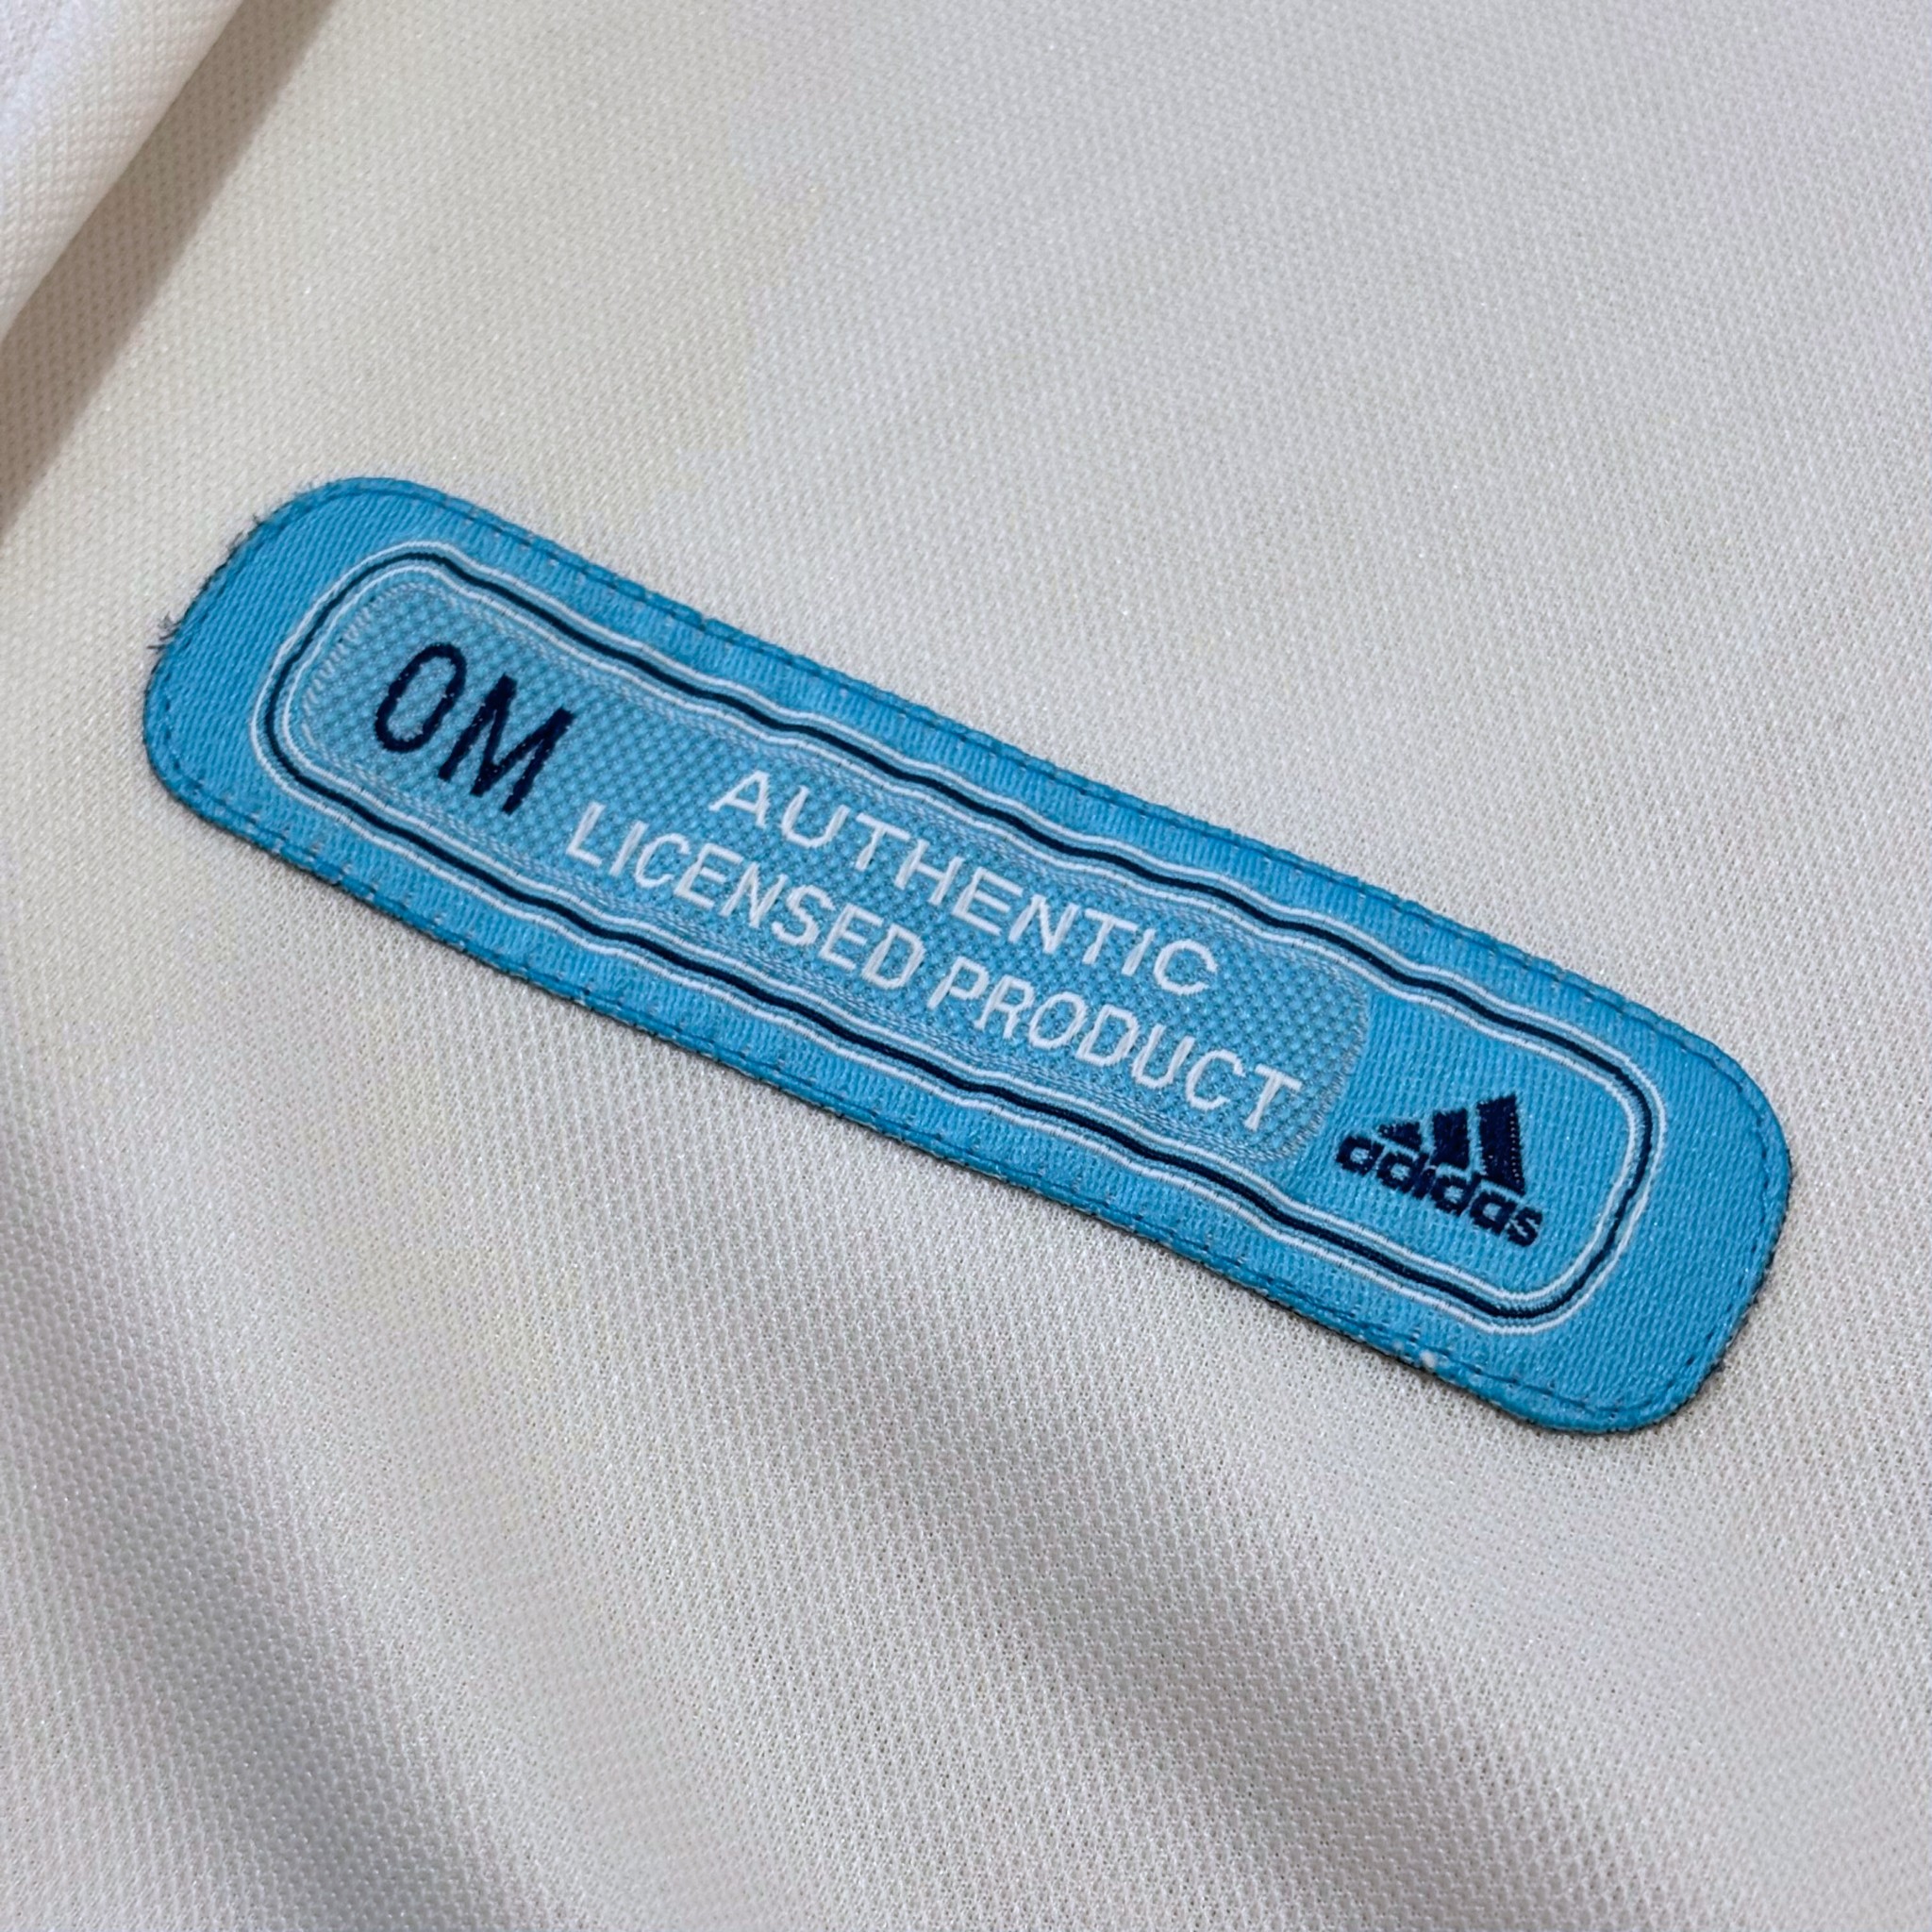 OM
AUTHENTIC
LICENSED PRODUCT
adidas